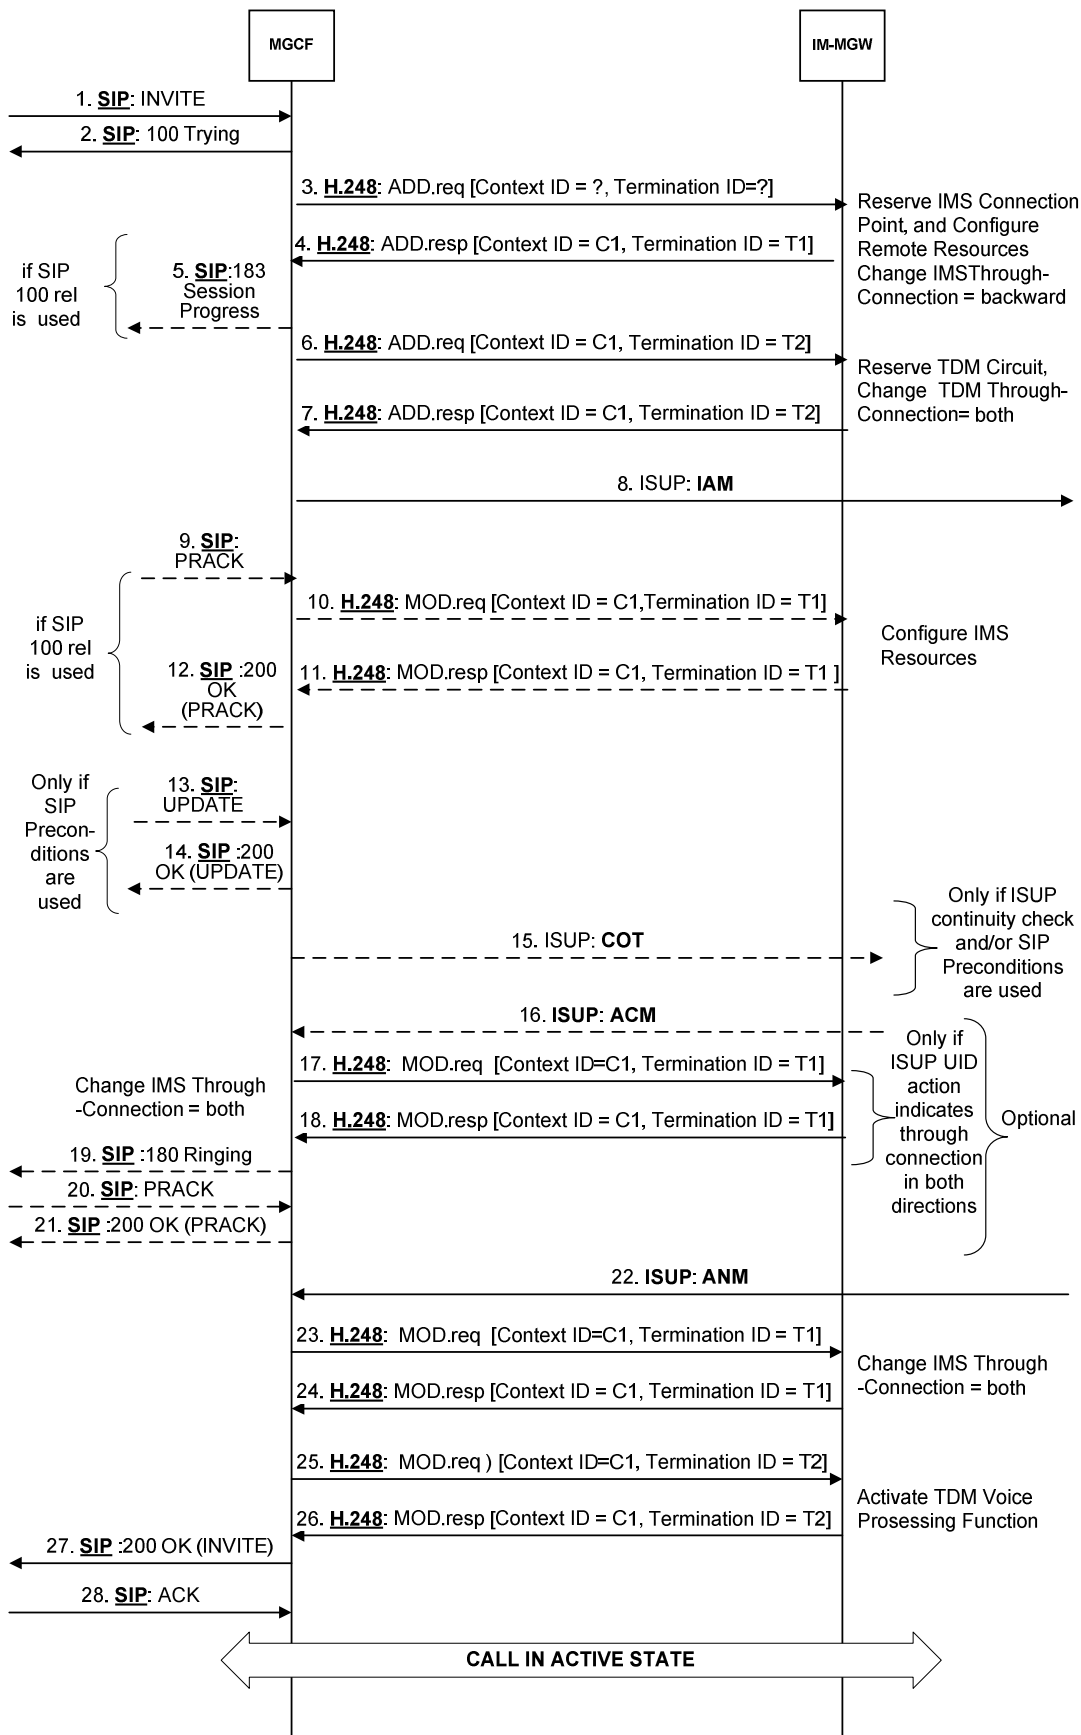 MGCF
IM-MGW
1. SIP: INVITE
2. SIP: 100 Trying
3. H.248: ADD.req [Context ID = ?, Termination ID=?]
Reserve IMS Connection
Point, and Configure
Remote Resources
Change IMSThrough-
Connection = backward
4. H.248: ADD.resp [Context ID = C1, Termination ID = T1]
if SIP
100 rel
is used
5. SIP:183
Session
Progress
6. H.248: ADD.req [Context ID = C1, Termination ID = T2]
Reserve TDM Circuit,
Change TDM Through-
Connection= both
7. H.248: ADD.resp [Context ID = C1, Termination ID = T2]
8. ISUP: IAM
9. SIP:
PRACK
if SIP
100 rel
is used
10. H.248: MOD.req [Context ID = C1,Termination ID = T1]
Configure IMS
Resources
11. H.248: MOD.resp [Context ID = C1, Termination ID = T1 ]
12. SIP :200
OK
(PRACK)
Only if
SIP
Precon-
ditions
are
used
13. SIP:
UPDATE
14. SIP :200
OK (UPDATE)
15. ISUP: COT
Only if ISUP
continuity check
and/or SIP
Preconditions
are used
16. ISUP: ACM
17. H.248: MOD.req [Context ID=C1, Termination ID = T1]
Only if
ISUP UID
action
indicates
through
connection
in both
directions
Optional
Change IMS Through
-Connection = both
18. H.248: MOD.resp [Context ID = C1, Termination ID = T1]
19. SIP :180 Ringing
20. SIP: PRACK
21. SIP :200 OK (PRACK)
22. ISUP: ANM
23. H.248: MOD.req [Context ID=C1, Termination ID = T1]
Change IMS Through
-Connection = both
24. H.248: MOD.resp [Context ID = C1, Termination ID = T1]
25. H.248: MOD.req ) [Context ID=C1, Termination ID = T2]
Activate TDM Voice
Prosessing Function
26. H.248: MOD.resp [Context ID = C1, Termination ID = T2]
27. SIP :200 OK (INVITE)
28. SIP: ACK
CALL IN ACTIVE STATE